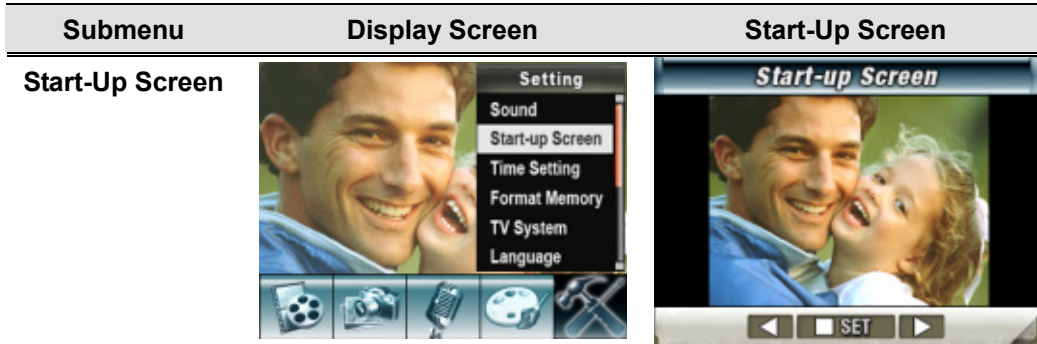 Submenu Display Screen Start-Up Screen
Start-Up Screen
Setting
Sound
Start-up Screen
Time Setting
Format Memory
TV System
Language
Start-up Screen
SET